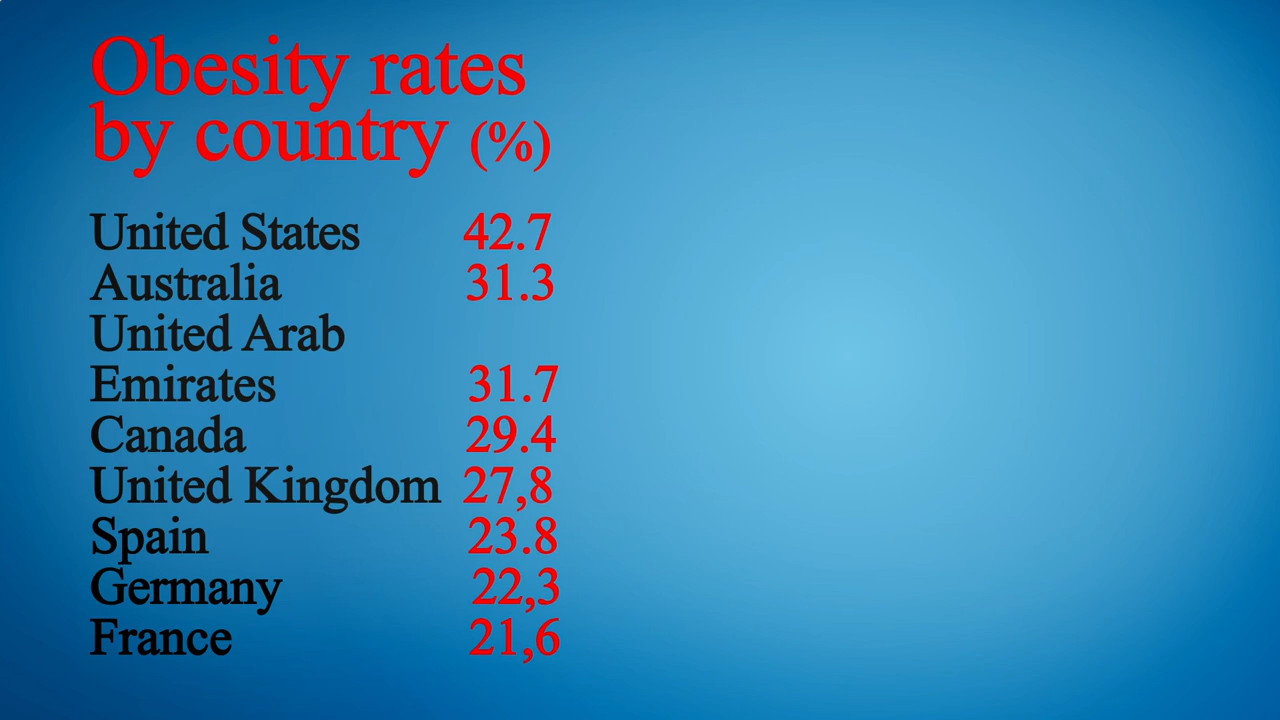 Obesity rates
by country (%)
United States 42.7
Australia 31.3
United Arab
Emirates 31.7
Canada 29.4
United Kingdom 27,8
Spain 23.8
Germany 22,3
France 21,6